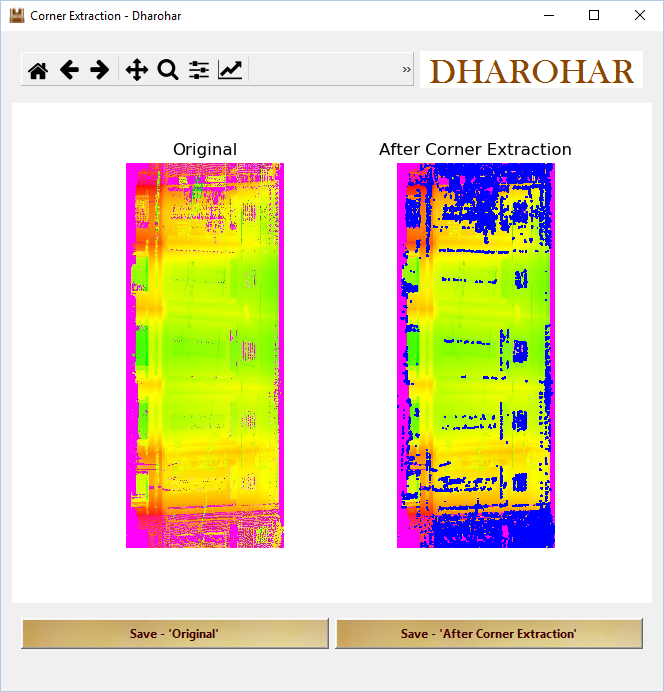 Corner Extraction - Dharohar
»
DHAROHAR
Original
After Corner Extraction
Save - 'Original'
Save - 'After Corner Extraction'